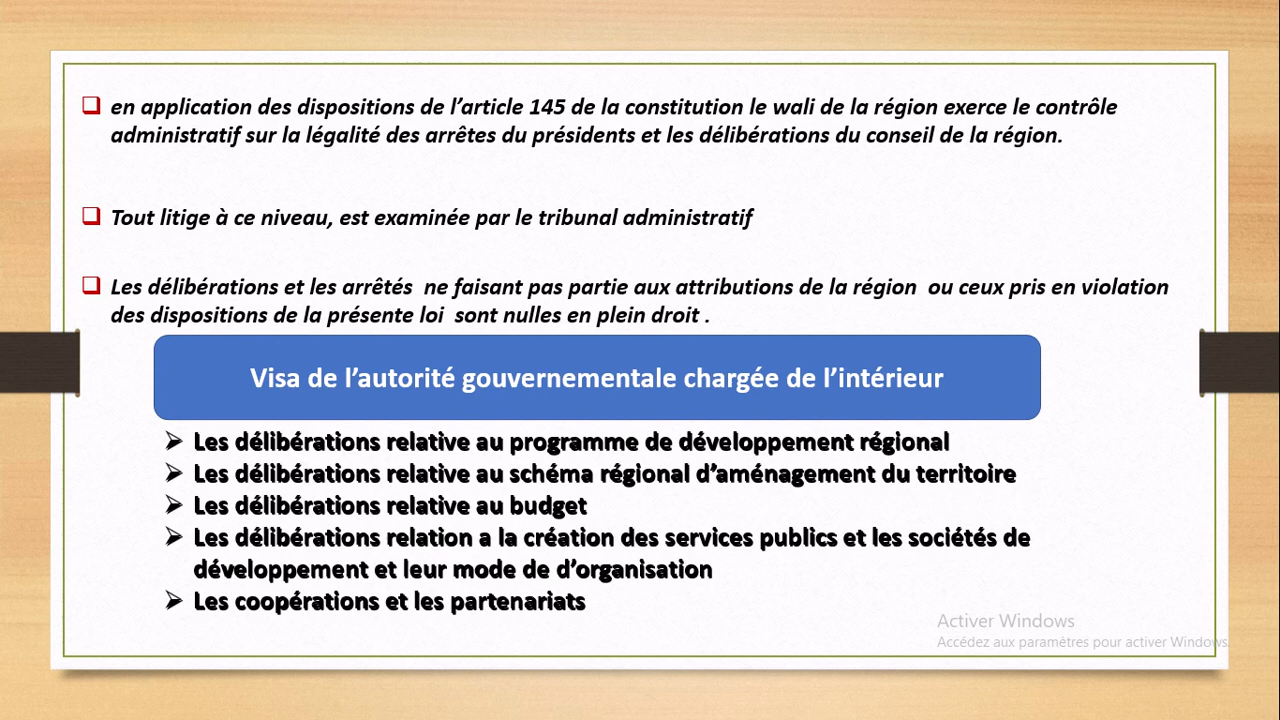 en application des dispositions de l’article 145 de la constitution le wali de la région exerce le contrôle
administratif sur la légalité des arrêtes du présidents et les délibérations du conseil de la région.
Tout litige à ce niveau, est examinée par le tribunal administratif
Les délibérations et les arrêtés ne faisant pas partie aux attributions de la région ou ceux pris en violation
des dispositions de la présente loi sont nulles en plein droit .
Visa de l’autorité gouvernementale chargée de l’intérieur
Les délibérations relative au programme de développement régional
Les délibérations relative au schéma régional d’aménagement du territoire
Les délibérations relative au budget
Les délibérations relation a la création des services publics et les sociétés de
développement et leur mode de d’organisation
Les coopérations et les partenariats
Activer Windows
Accédez aux paramètres pour activer Windows.